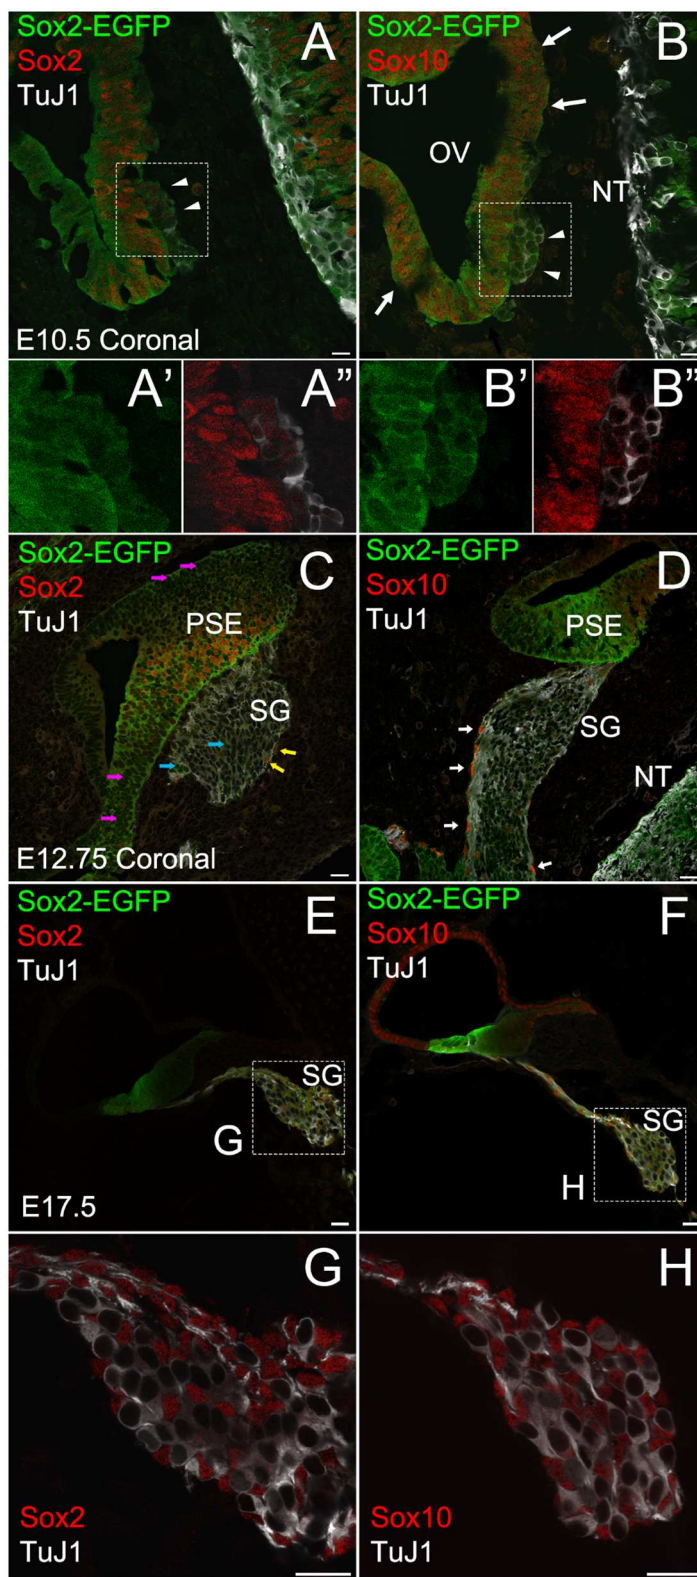 Sox2-EGFP
Sox2
TuJ1
A
E10.5 Coronal
Sox2-EGFP
Sox10
TuJ1
B
OV
NT
A’
A”
B’
B”
Sox2-EGFP
Sox2
TuJ1
C
PSE
SG
E12.75 Coronal
Sox2-EGFP
Sox10
TuJ1
D
PSE
SG
NT
Sox2-EGFP
Sox2
TuJ1
E
SG
G
E17.5
Sox2-EGFP
Sox10
TuJ1
F
SG
H
G
Sox2
TuJ1
H
Sox10
TuJ1